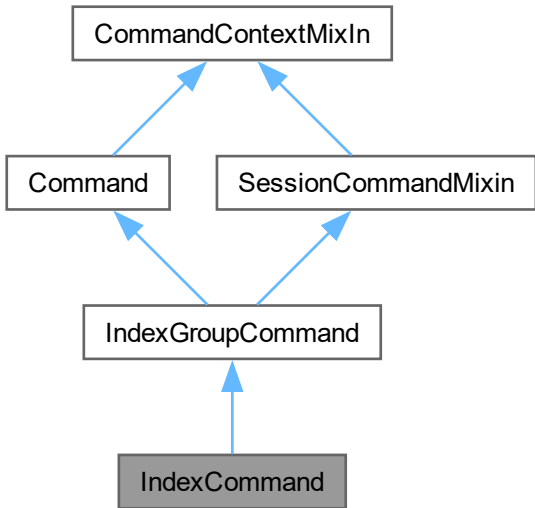 CommandContextMixIn
Command
SessionCommandMixin
IndexGroupCommand
IndexCommand